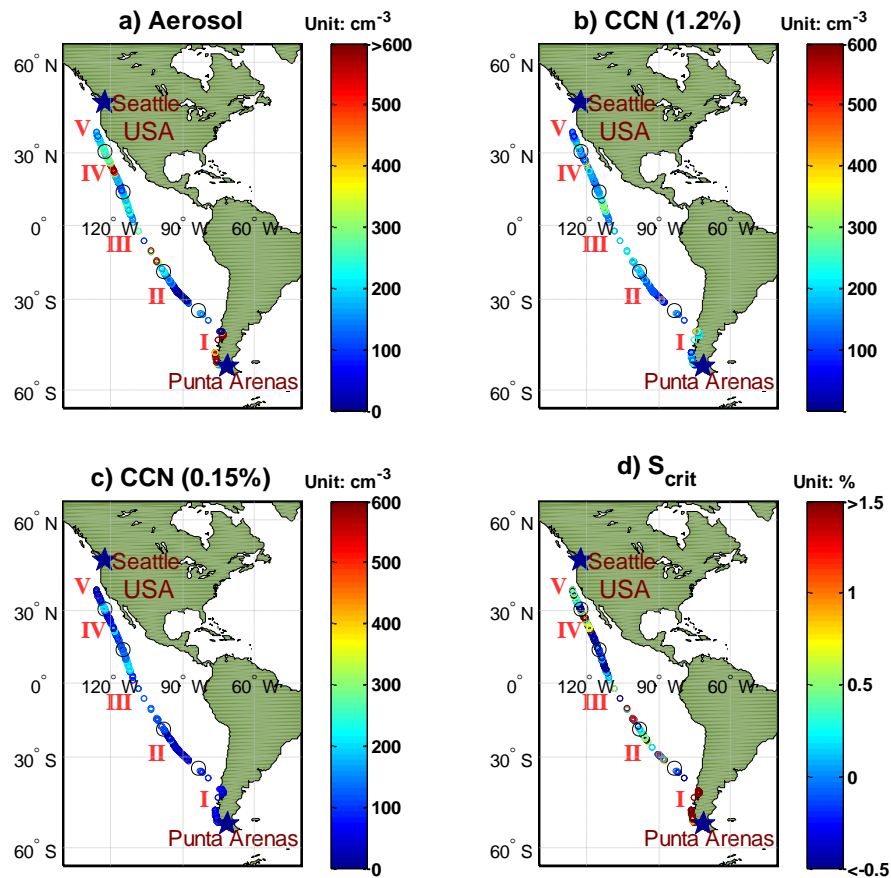 a) Aerosol
Unit: cm-3
60° N
30° N
0°
30° S
60° S
120° W
90° W
60° W
Seattle
USA
Punta Arenas
V
IV
III
II
I
>600
500
400
300
200
100
0
b) CCN (1.2%)
Unit: cm-3
60° N
30° N
0°
30° S
60° S
120° W
90° W
60° W
Seattle
USA
Punta Arenas
V
IV
III
II
I
600
500
400
300
200
100
c) CCN (0.15%)
Unit: cm-3
60° N
30° N
0°
30° S
60° S
120° W
90° W
60° W
Seattle
USA
Punta Arenas
V
IV
III
II
I
600
500
400
300
200
100
0
d) Scrit
Unit: %
60° N
30° N
0°
30° S
60° S
120° W
90° W
60° W
Seattle
USA
Punta Arenas
V
IV
III
II
I
>1.5
1
0.5
0
<-0.5